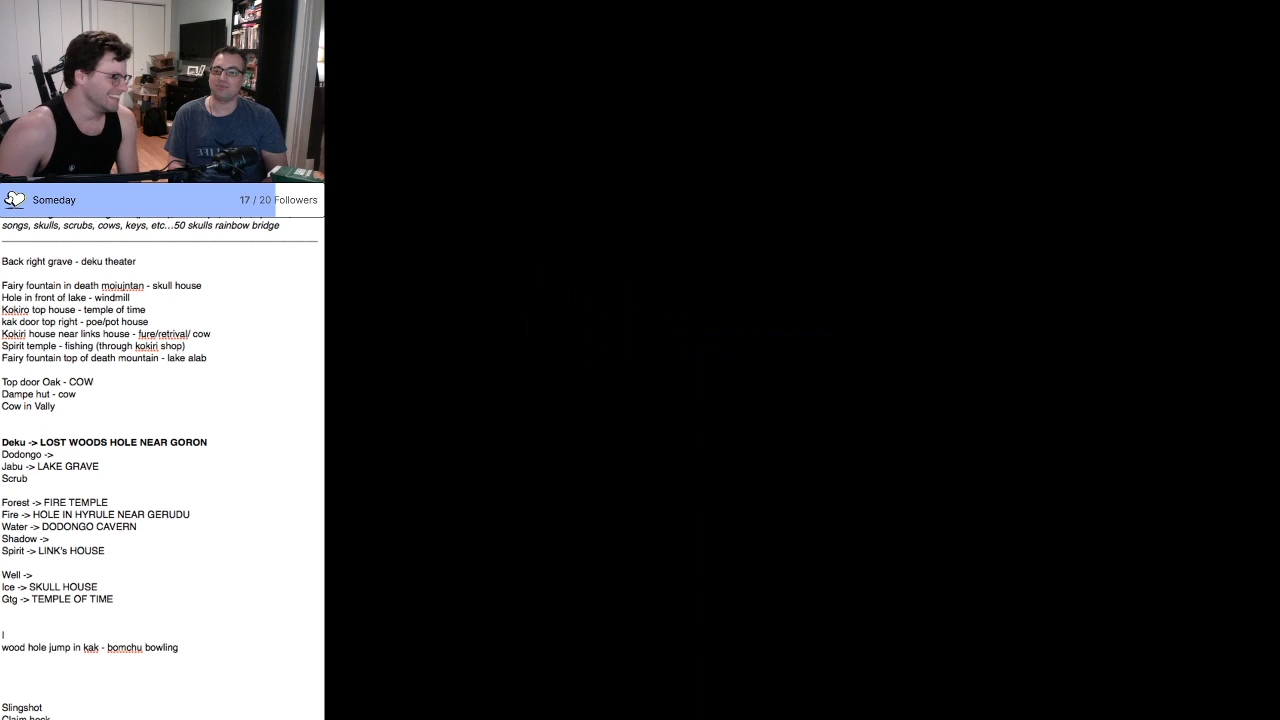 Someday 17 / 20 Followers
songs, skulls, scrubs, cows, keys, etc...50 skulls rainbow bridge
Back right grave - deku theater
Fairy fountain in death moiujntan - skull house
Hole in front of lake - windmill
Kokiro top house - temple of time
kak door top right - poe/pot house
Kokiri house near links house - fure/retrival/ cow
Spirit temple - fishing (through kokiri shop)
Fairy fountain top of death mountain - lake alab
Top door Oak - COW
Dampe hut - cow
Cow in Vally
Deku -> LOST WOODS HOLE NEAR GORON
Dodongo ->
Jabu -> LAKE GRAVE
Scrub
Forest -> FIRE TEMPLE
Fire -> HOLE IN HYRULE NEAR GERUDU
Water -> DODONGO CAVERN
Shadow ->
Spirit -> LINK's HOUSE
Well ->
Ice -> SKULL HOUSE
Gtg -> TEMPLE OF TIME
I
wood hole jump in kak - bomchu bowling
Slingshot